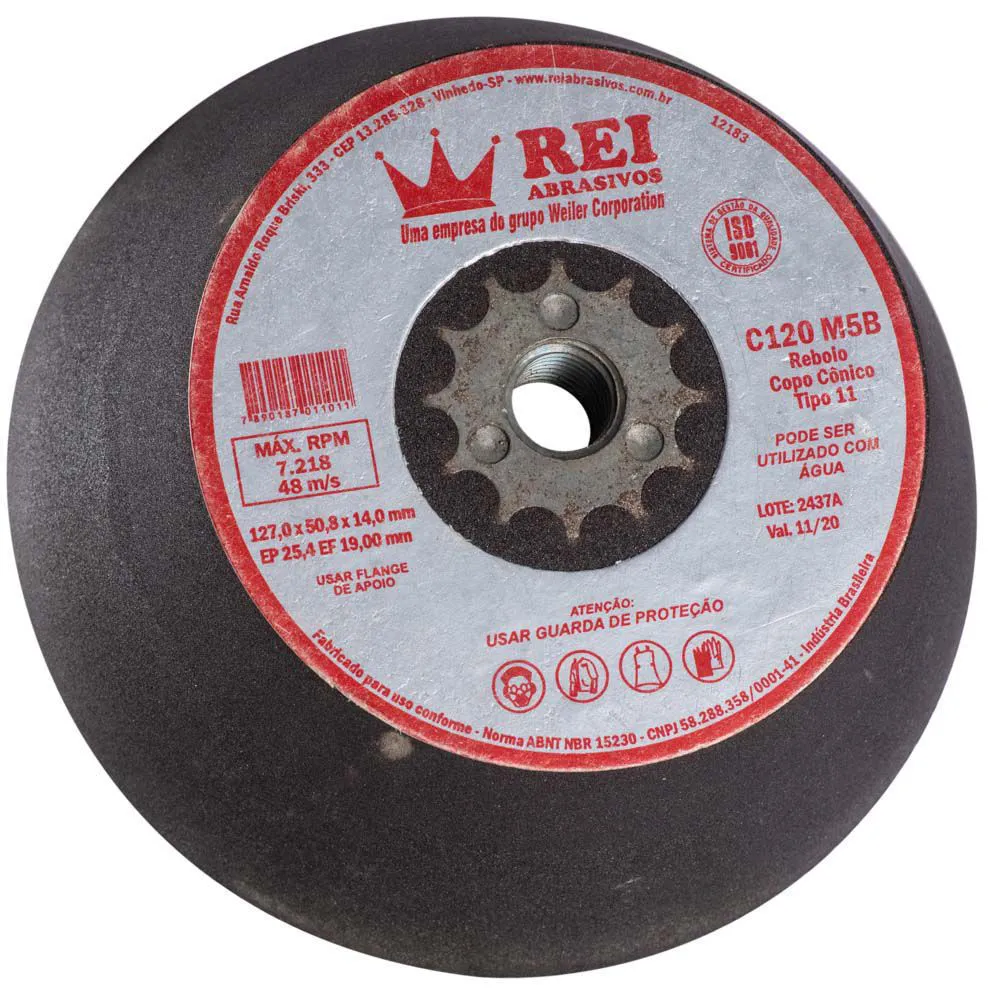 Rua Arnaldo Roque Briski, 333 - CEP 13.285-328 - Vinhedo-SP - www.reiabrasivos.com.br
12183
REI
ABRASIVOS
Uma empresa do grupo Weiler Corporation
SISTEMA DE GESTÃO DA QUALIDADE
ISO
9001
CERTIFICADO
C120 M5B
Rebolo
Copo Cônico
Tipo 11
7 890187 011011
MÁX. RPM
7.218
48 m/s
PODE SER
UTILIZADO COM
ÁGUA
127,0 x 50,8 x 14,0 mm
EP 25,4 EF 19,00 mm
LOTE: 2437A
Val. 11/20
USAR FLANGE
DE APOIO
ATENÇÃO:
USAR GUARDA DE PROTEÇÃO
Fabricado para uso conforme - Norma ABNT NBR 15230 - CNPJ 58.288.358/0001-41 - Indústria Brasileira